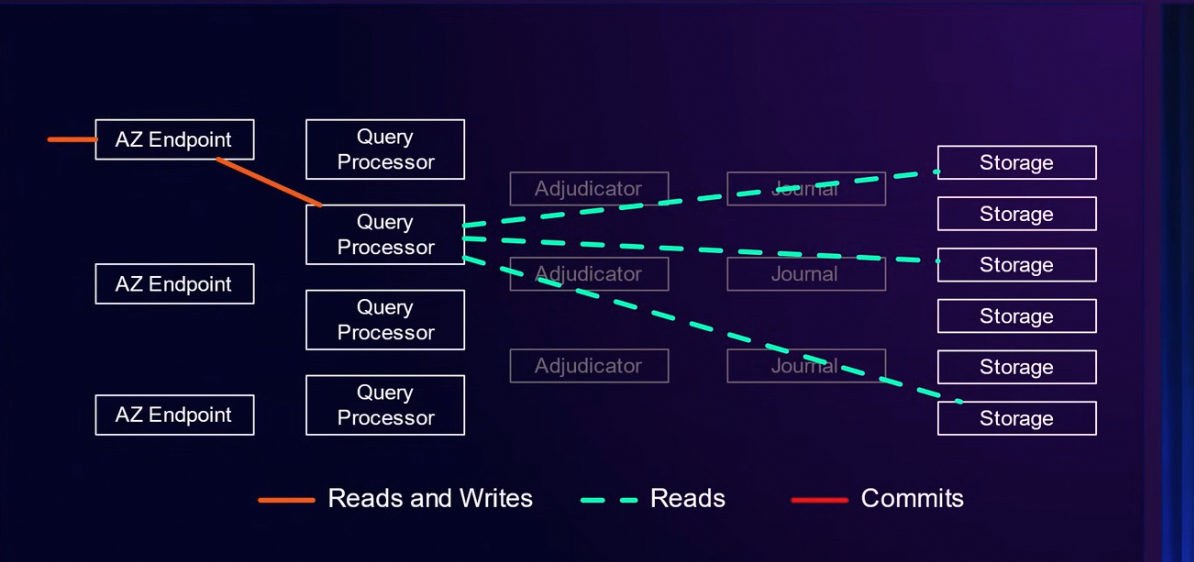 AZ Endpoint
Query
Processor
Adjudicator
Journal
Storage
Storage
Query
Processor
AZ Endpoint
Adjudicator
Journal
Storage
Query
Processor
Storage
Adjudicator
Journal
Storage
AZ Endpoint
Query
Processor
Storage
Reads and Writes
Reads
Commits